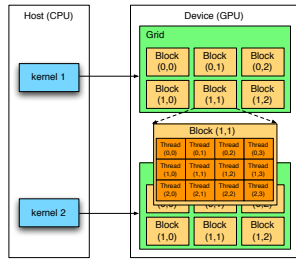 Host (CPU)
Device (GPU)
Grid
Block (0,0)
Block (0,1)
Block (0,2)
kernel 1
Block (1,0)
Block (1,1)
Block (1,2)
Block (1,1)
Thread (0,0)
Thread (0,1)
Thread (0,2)
Thread (0,3)
Thread (1,0)
Thread (1,1)
Thread (1,2)
Thread (1,3)
Thread (2,0)
Thread (2,1)
Thread (2,2)
Thread (2,3)
kernel 2
Block (1,0)
Block (1,1)
Block (1,2)